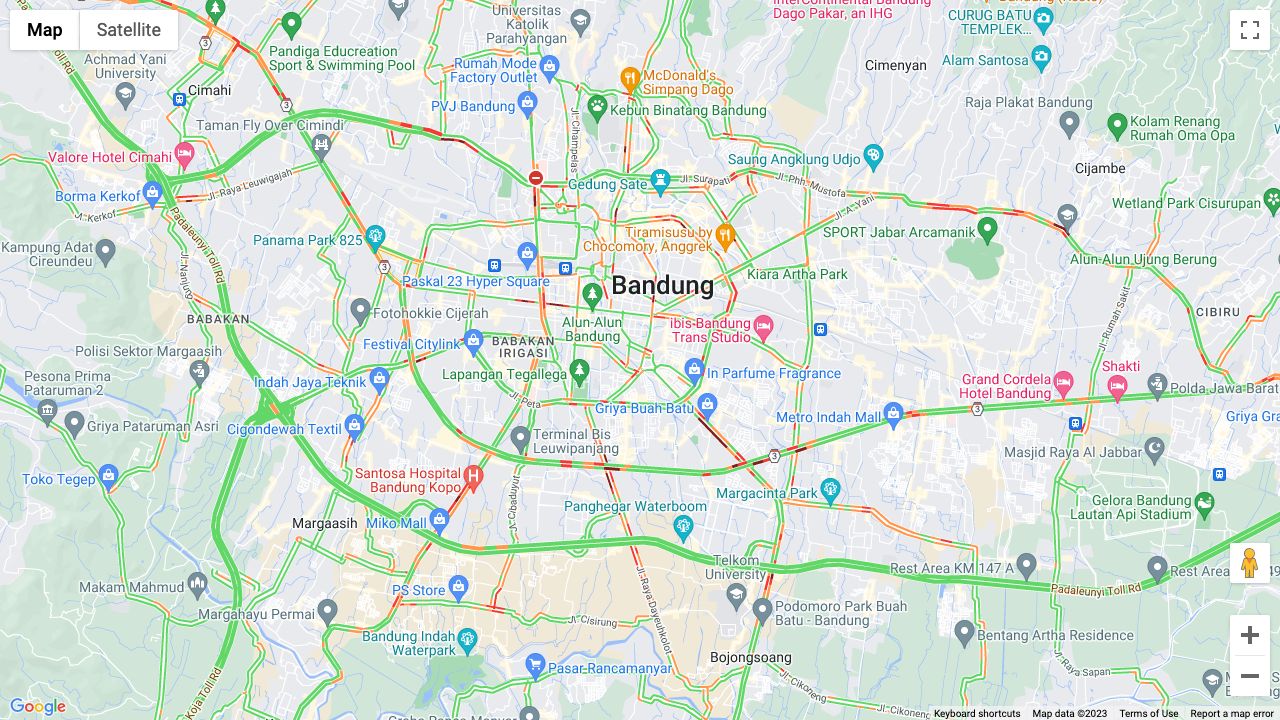 Map
Satellite
Universitas
Katolik
Parahyangan
InterContinental Bandung
Dago Pakar, an IHG
CURUG BATU
TEMPLEK...
Alam Santosa
Cimenyan
Toll Rd
3
Achmad Yani
University
Pandiga Educreation
Sport & Swimming Pool
Rumah Mode
Factory Outlet
McDonald's
Simpang Dago
Cimahi
3
PVJ Bandung
Jl. Cihampelas
Kebun Binatang Bandung
Raja Plakat Bandung
Kolam Renang
Rumah Oma Opa
Taman Fly Over Cimindi
Valore Hotel Cimahi
Saung Angklung Udjo
Cijambe
Borma Kerkof
Jl. Raya Leuwigajah
Gedung Sate
Jl. Surapati
Jl. Phh. Mustofa
Jl. Kerkof
Jl. A. Yani
Wetland Park Cisurupan
Padaleunyi Toll Rd
Panama Park 825
Tiramisusu by
Chocomory, Anggrek
SPORT Jabar Arcamanik
Kampung Adat
Cireundeu
Jl. Nanjung
3
Paskal 23 Hyper Square
Bandung
Kiara Artha Park
Alun-Alun Ujung Berung
BABAKAN
Fotohokkie Cijerah
Alun-Alun
Bandung
Ibis Bandung
Trans Studio
Jl. Rumah Sakit
CIBIRU
Festival Citylink
BABAKAN
IRIGASI
Polisi Sektor Margaasih
Pesona Prima
Pataruman 2
Indah Jaya Teknik
Lapangan Tegallega
In Parfume Fragrance
Shakti
Grand Cordela
Hotel Bandung
Polda Jawa Barat
Jl. Peta
Griya Buah Batu
Metro Indah Mall
3
Griya Pataruman Asri
Cigondewah Textil
Terminal Bis
Leuwipanjang
3
Masjid Raya Al Jabbar
Toko Tegep
Santosa Hospital
Bandung Kopo
Margacinta Park
Gelora Bandung
Lautan Api Stadium
Margaasih
Miko Mall
Jl. Cibaduyut
Panghegar Waterboom
Telkom
University
Rest Area KM 147 A
Makam Mahmud
PS Store
Jl. Raya Dayeuhkolot
Padaleunyi Toll Rd
Margahayu Permai
Jl. Cisirung
Podomoro Park Buah
Batu - Bandung
Bandung Indah
Waterpark
Bentang Artha Residence
Pasar Rancamanyar
Bojongsoang
Jl. Raya Sapan
Jl. Cikoneng
Jl. Cikoneng
Google
Keyboard shortcuts
Map data ©2023
Terms of Use
Report a map error